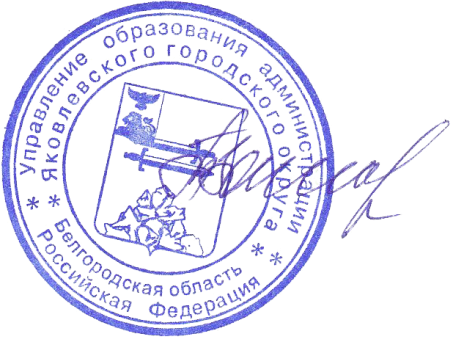 * Управление образования администрации *
Яковлевского городского округа
* Белгородская область *
Российская Федерация